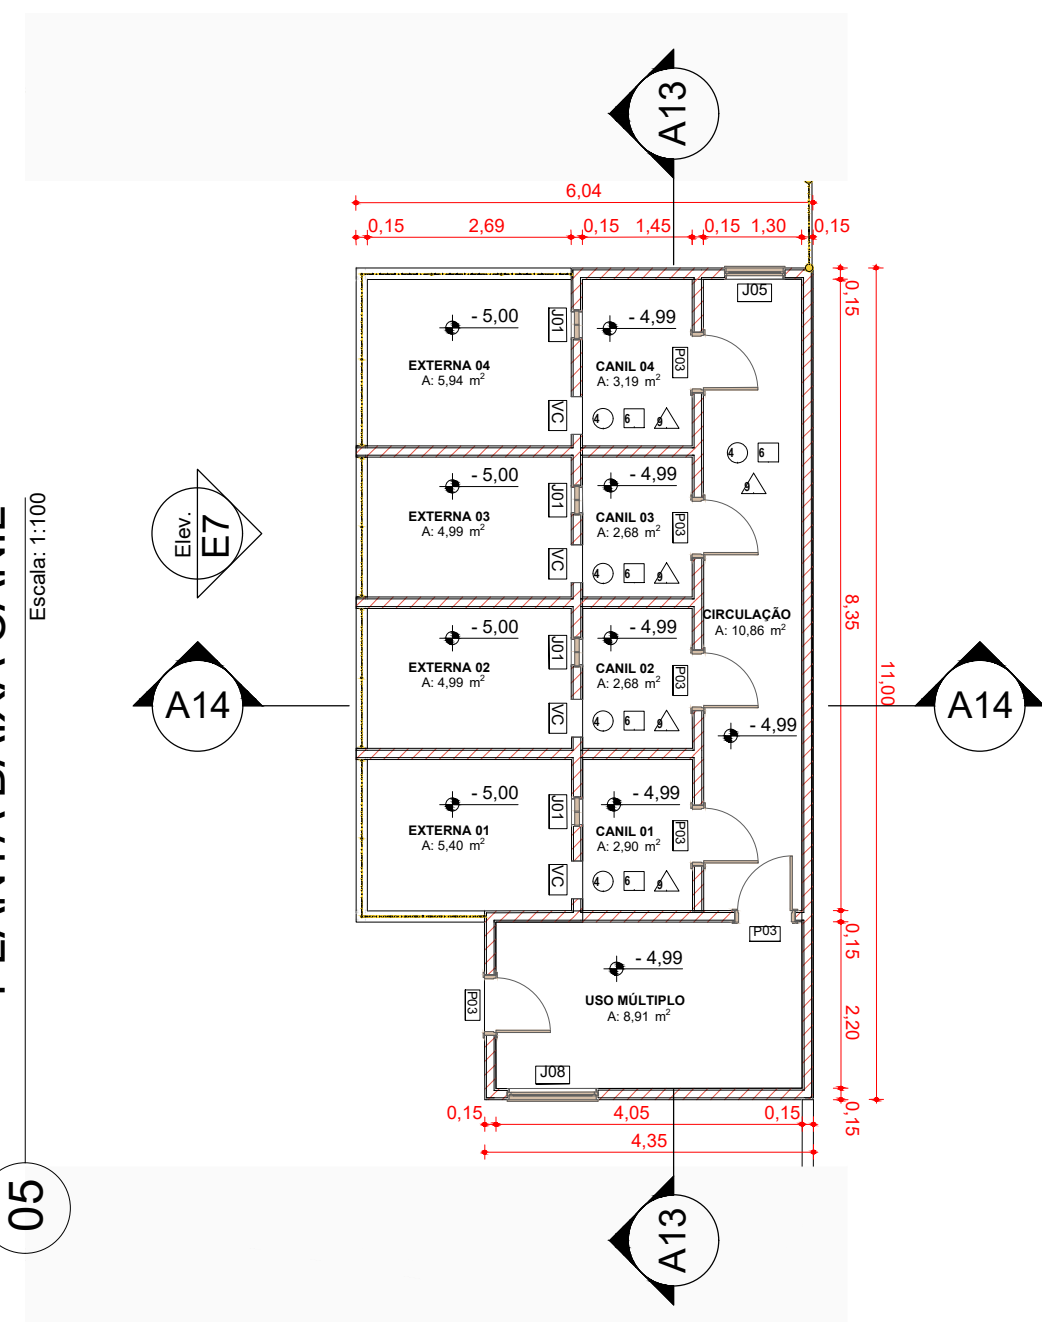 A13
6,04
0,15 2,69 0,15 1,45 0,15 1,30 0,15
J05
0,15
- 5,00
J01
- 4,99
EXTERNA 04
A: 5,94 m²
CANIL 04
A: 3,19 m²
P03
VC
4 6 9
4 6
9
- 5,00
J01
- 4,99
EXTERNA 03
A: 4,99 m²
CANIL 03
A: 2,68 m²
P03
VC
4 6 9
Elev.
E7
Escala: 1:100
8,35
CIRCULAÇÃO
A: 10,86 m²
- 5,00
J01
- 4,99
EXTERNA 02
A: 4,99 m²
CANIL 02
A: 2,68 m²
P03
VC
4 6 9
11,00
A14
A14
- 4,99
- 5,00
J01
- 4,99
EXTERNA 01
A: 5,40 m²
CANIL 01
A: 2,90 m²
P03
VC
4 6 9
P03
0,15
- 4,99
USO MÚLTIPLO
A: 8,91 m²
P03
2,20
J08
0,15 4,05 0,15
0,15
4,35
05
A13